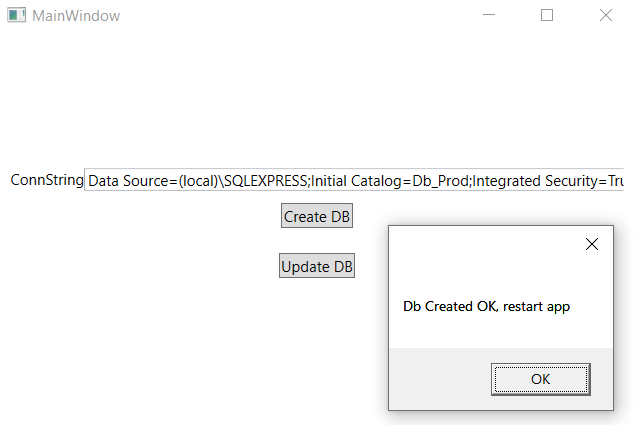 MainWindow
ConnString Data Source=(local)\SQLEXPRESS;Initial Catalog=Db_Prod;Integrated Security=Tru
Create DB
Update DB
Db Created OK, restart app
OK